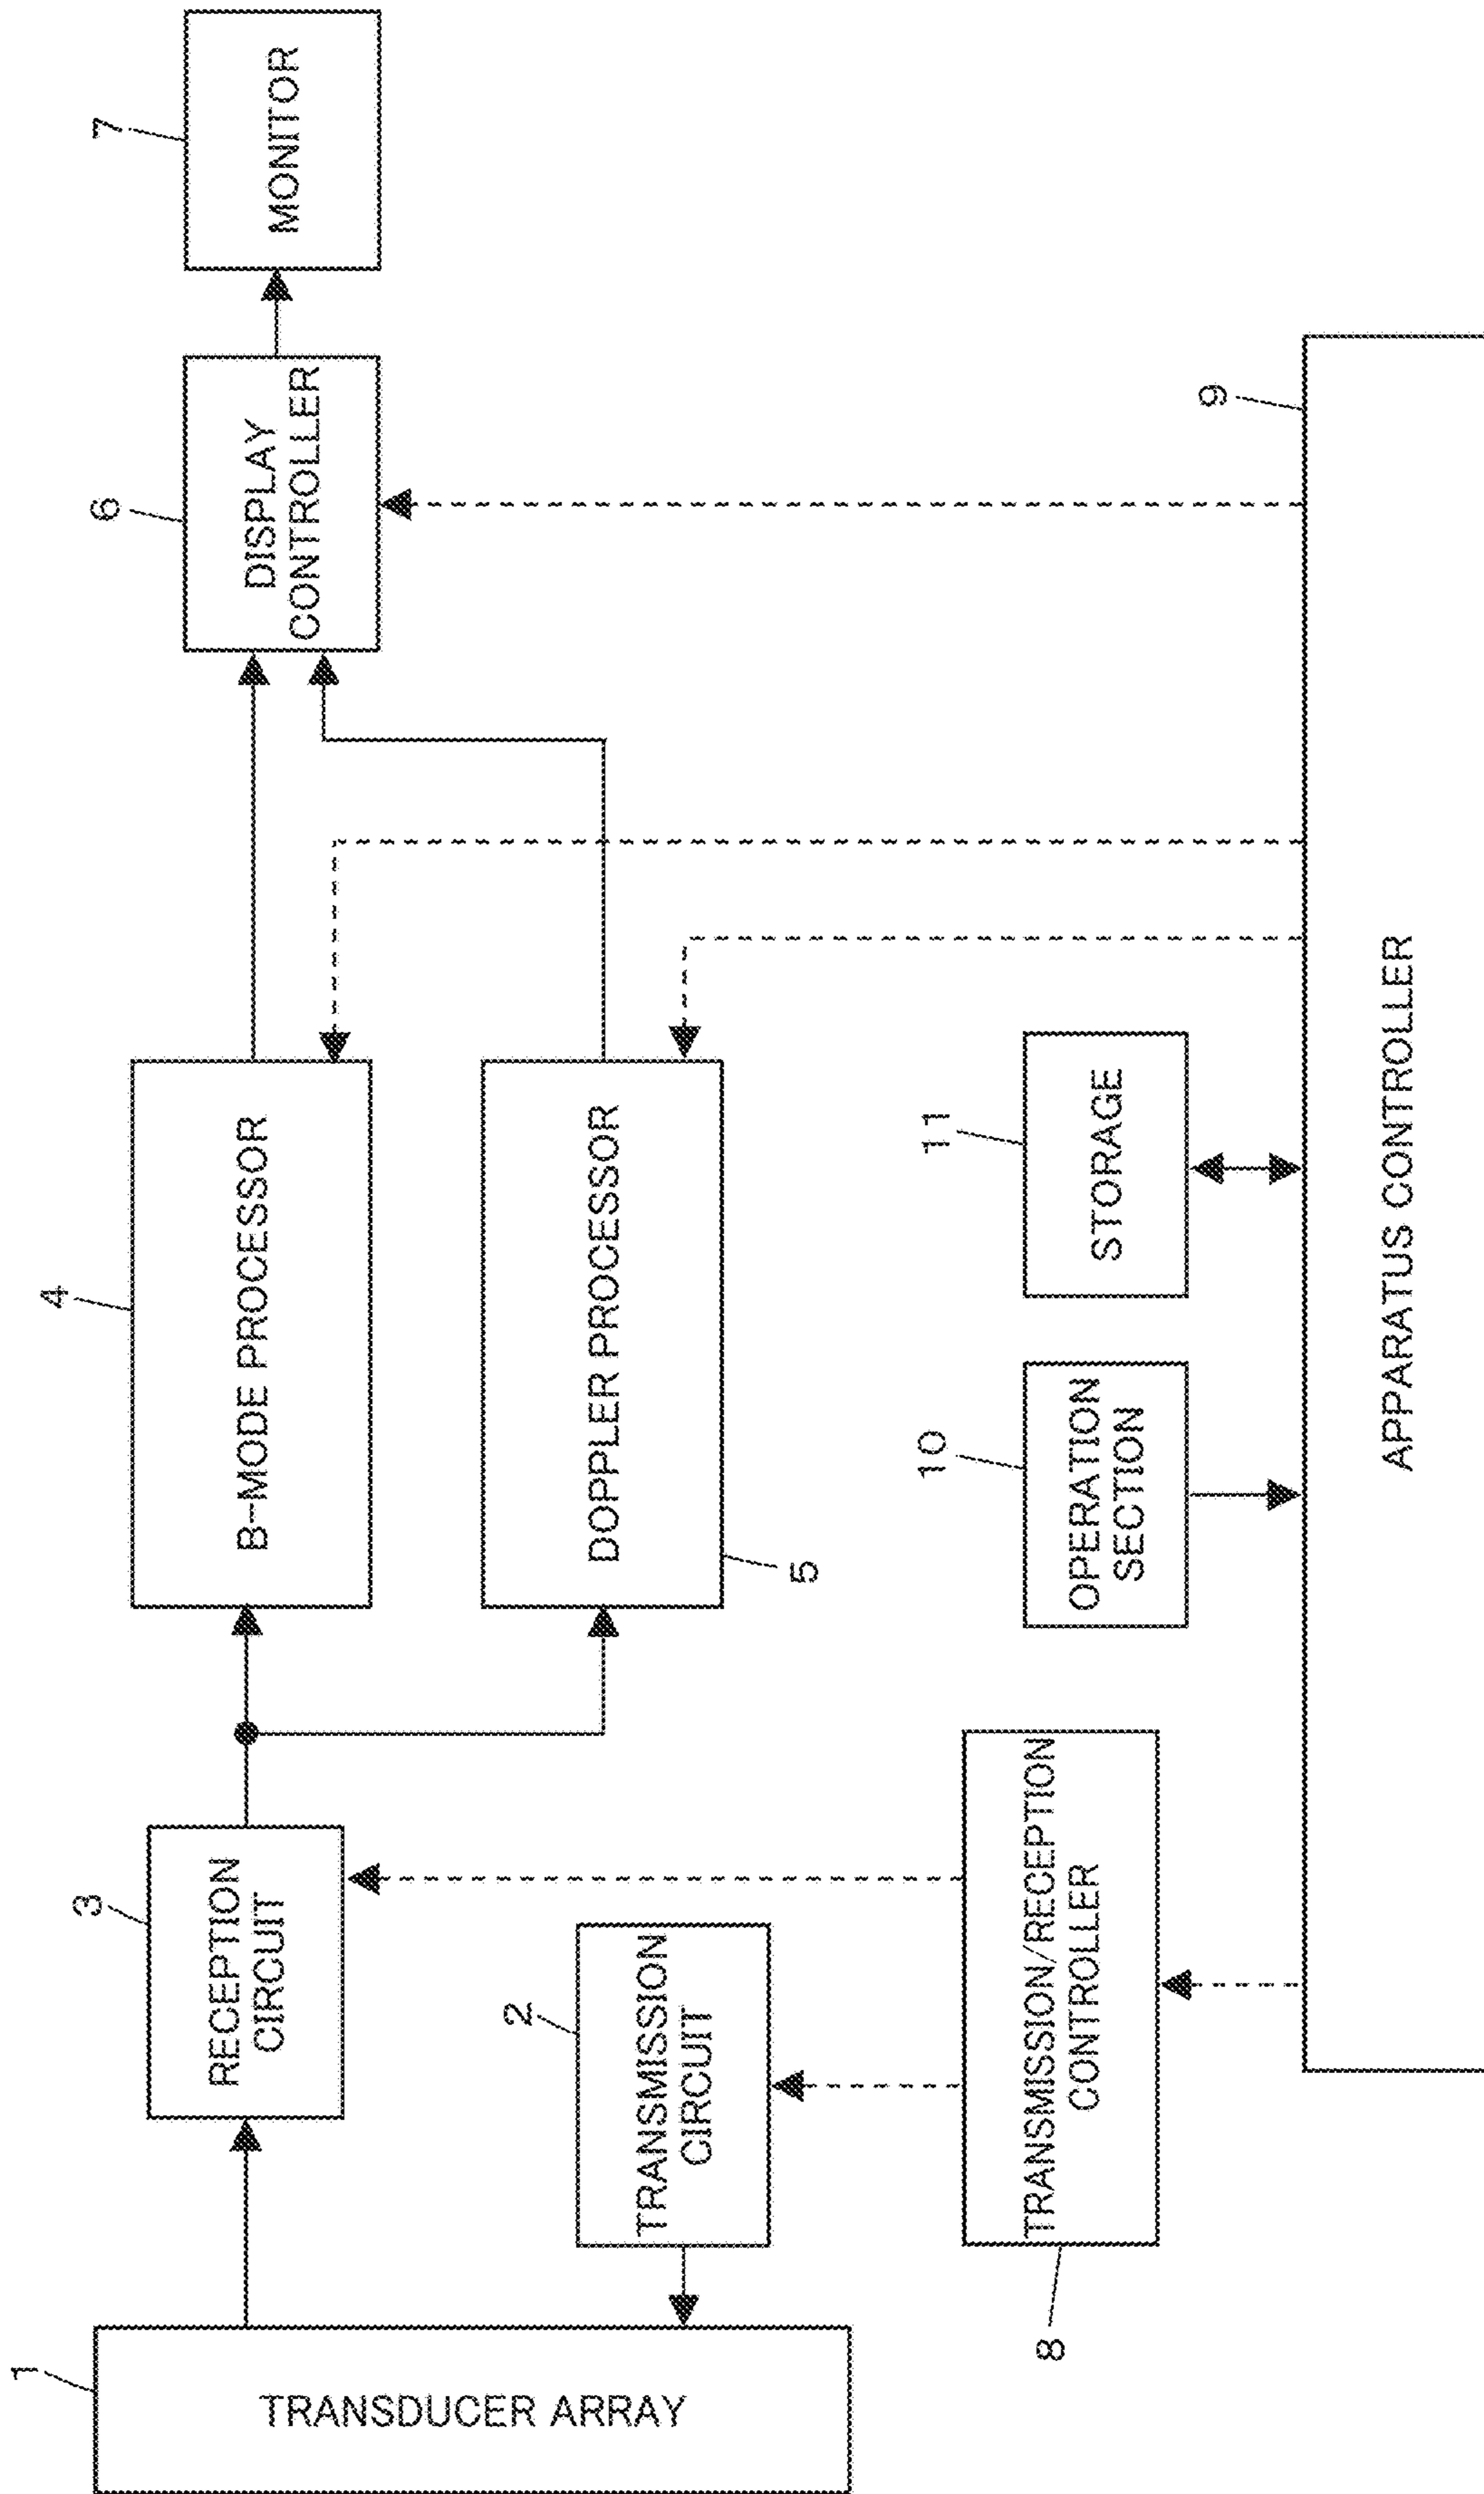 1
TRANSDUCER ARRAY
3
RECEPTION
CIRCUIT
2
TRANSMISSION
CIRCUIT
8
TRANSMISSION/RECEPTION
CONTROLLER
4
B-MODE PROCESSOR
5
DOPPLER PROCESSOR
10
OPERATION
SECTION
11
STORAGE
6
DISPLAY
CONTROLLER
7
MONITOR
9
APPARATUS CONTROLLER